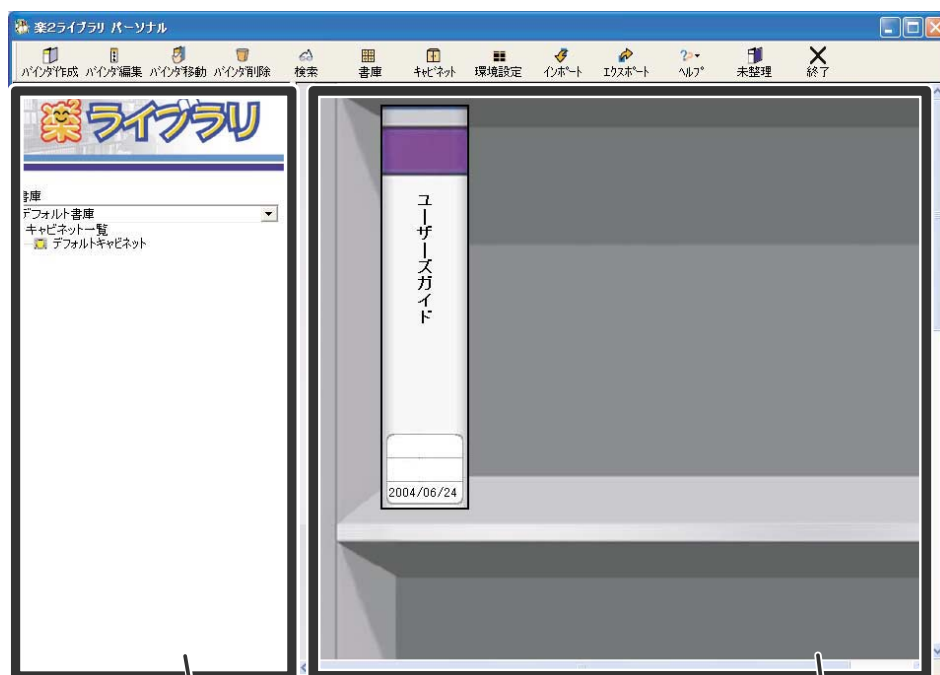 楽2ライブラリ パーソナル
バインダ作成 バインダ編集 バインダ移動 バインダ削除 検索 書庫 キャビネット 環境設定 インポート エクスポート ヘルプ 未整理 終了
楽ライブラリ
書庫
デフォルト書庫
キャビネット一覧
デフォルトキャビネット
ユーザーズガイド
2004/06/24